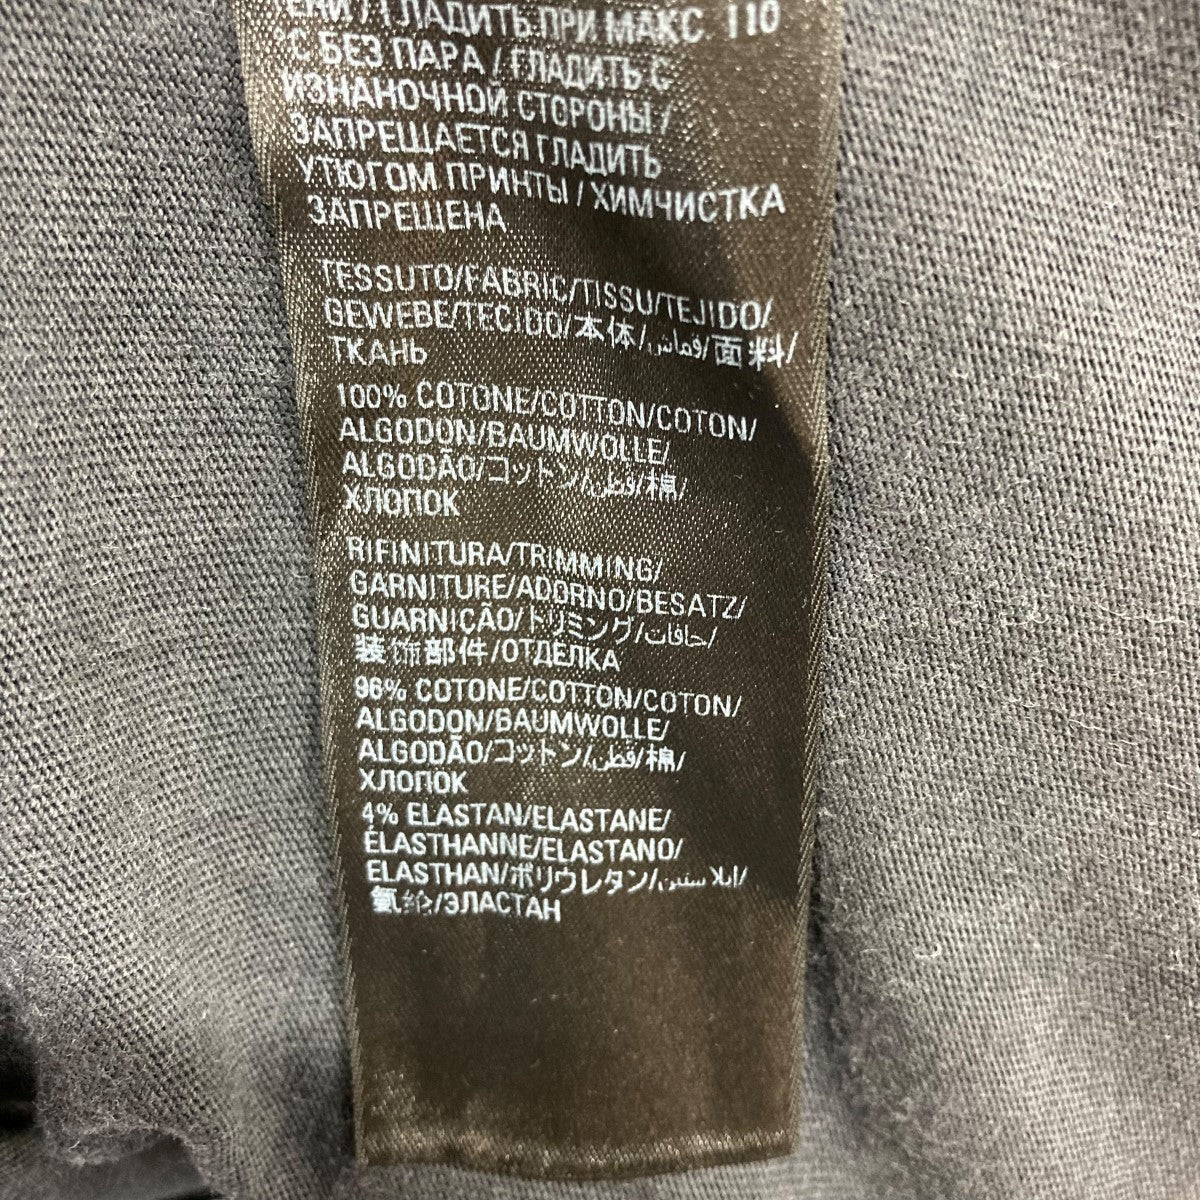 ТЕНИ / ГЛАДИТЬ ПРИ МАКС 110
°С БЕЗ ПАРА / ГЛАДИТЬ С
ИЗНАНОЧНОЙ СТОРОНЫ /
ЗАПРЕЩАЕТСЯ ГЛАДИТЬ
УТЮГОМ ПРИНТЫ / ХИМЧИСТКА
ЗАПРЕЩЕНА
TESSUTO/FABRIC/TISSU/TEJIDO/
GEWEBE/TECIDO/本体/قماش/面料/
ТКАНЬ
100% COTONE/COTTON/COTON/
ALGODON/BAUMWOLLE/
ALGODÃO/コットン/قطن/棉/
ХЛОПОК
RIFINITURA/TRIMMING/
GARNITURE/ADORNO/BESATZ/
GUARNIÇÃO/トリミング/حافات/
装饰部件/ОТДЕЛКА
96% COTONE/COTTON/COTON/
ALGODON/BAUMWOLLE/
ALGODÃO/コットン/قطن/棉/
ХЛОПОК
4% ELASTAN/ELASTANE/
ÉLASTHANNE/ELASTANO/
ELASTHAN/ポリウレタン/إيلاستين/
氨纶/ЭЛАСТАН